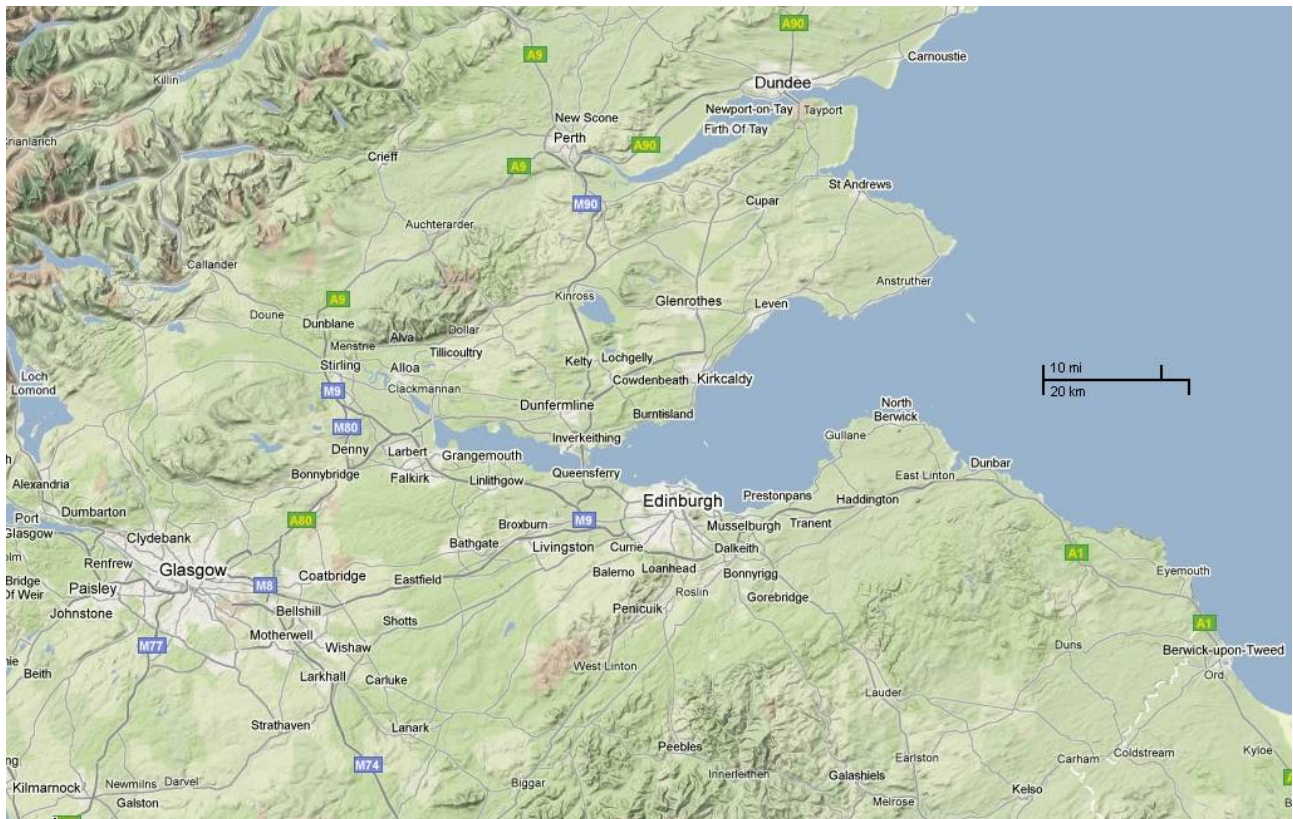 A90
A9
Carnoustie
Killin
Dundee
New Scone
Newport-on-Tay
Tayport
Firth Of Tay
Crianlarich
Perth
A90
Crieff
A9
St Andrews
M90
Cupar
Auchterarder
Callander
Anstruther
A9
Kinross
Glenrothes
Leven
Doune
Dunblane
Dollar
Alva
Menstrie
Tillicoultry
Stirling
Alloa
Kelty
Lochgelly
10 mi
Loch
Lomond
M9
Clackmannan
Cowdenbeath
Kirkcaldy
20 km
Dunfermline
Burntisland
North
Berwick
M80
Inverkeithing
Gullane
Denny
Larbert
Grangemouth
Dunbar
Bonnybridge
Falkirk
Linlithgow
Queensferry
East Linton
Alexandria
Prestonpans
Haddington
Edinburgh
Dumbarton
Port
Glasgow
A80
Broxburn
M9
Musselburgh
Tranent
Clydebank
Bathgate
Livingston
Currie
Dalkeith
A1
Renfrew
Glasgow
Coatbridge
Eastfield
Balerno
Loanhead
Bonnyrigg
Eyemouth
Bridge
Of Weir
Paisley
M8
Roslin
Gorebridge
Johnstone
Bellshill
Penicuik
A1
Shotts
Motherwell
M77
Wishaw
Duns
Berwick-upon-Tweed
Beith
West Linton
Ord
Larkhall
Carluke
Lauder
Strathaven
Lanark
Peebles
Coldstream
Kyloe
Earlston
Carham
M74
Innerleithen
Galashiels
Newmilns
Darvel
Biggar
Kilmarnock
Kelso
Galston
Melrose